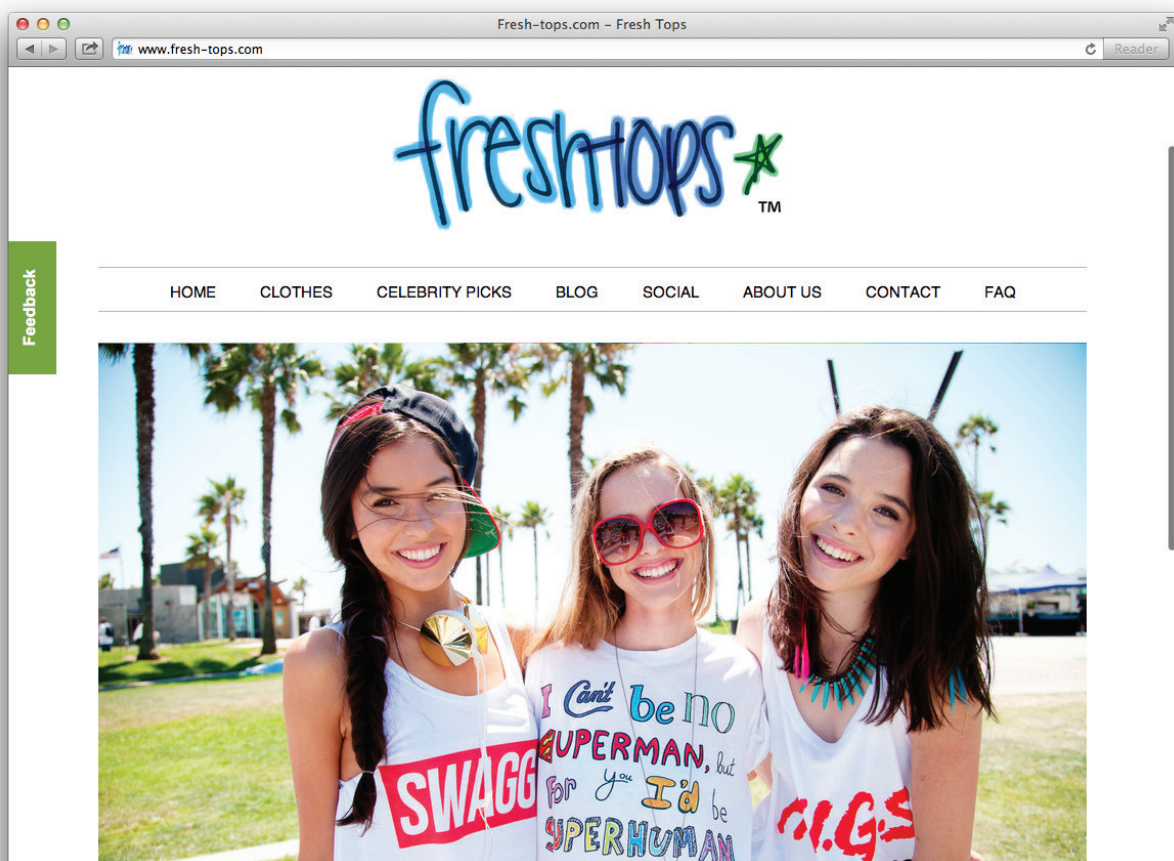 Fresh-tops.com – Fresh Tops
www.fresh-tops.com
Reader
freshtops
TM
Feedback
HOME CLOTHES CELEBRITY PICKS BLOG SOCIAL ABOUT US CONTACT FAQ
SWAGG
I Can't be no
SUPERMAN, but
For you I'd be
SUPERHUMAN